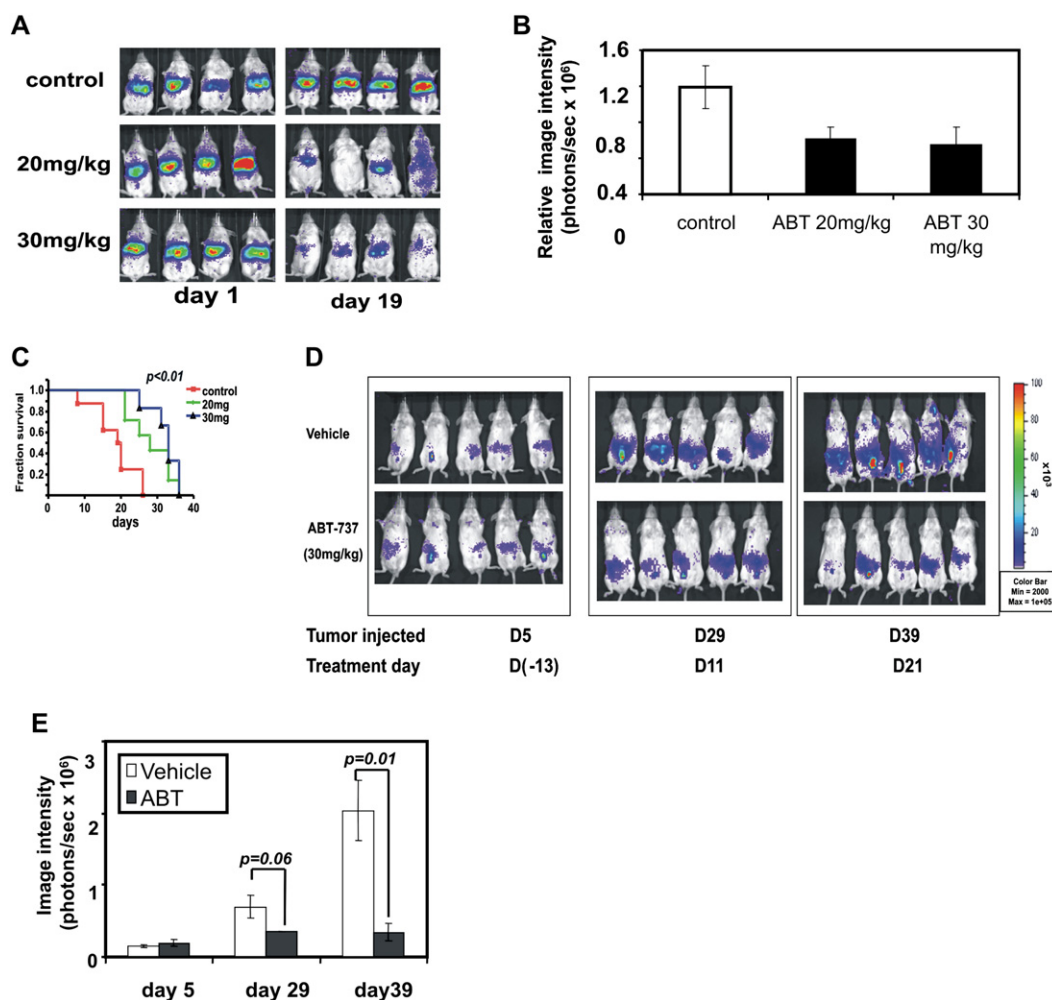 A
control
20mg/kg
30mg/kg
day 1
day 19
B
Relative image intensity
(photons/sec x 10⁶)
1.6
1.2
0.8
0.4
0
control
ABT 20mg/kg
ABT 30
mg/kg
C
p<0.01
control
20mg
30mg
Fraction survival
1.0
0.8
0.6
0.4
0.2
0
10
20
30
40
days
D
Vehicle
ABT-737
(30mg/kg)
100
80
60
40
20
x10³
Color Bar
Min = 2000
Max = 1e+05
Tumor injected D5 D29 D39
Treatment day D(-13) D11 D21
E
Image intensity
(photons/sec x 10⁶)
3
2
1
0
Vehicle
ABT
p=0.06
p=0.01
day 5
day 29
day39